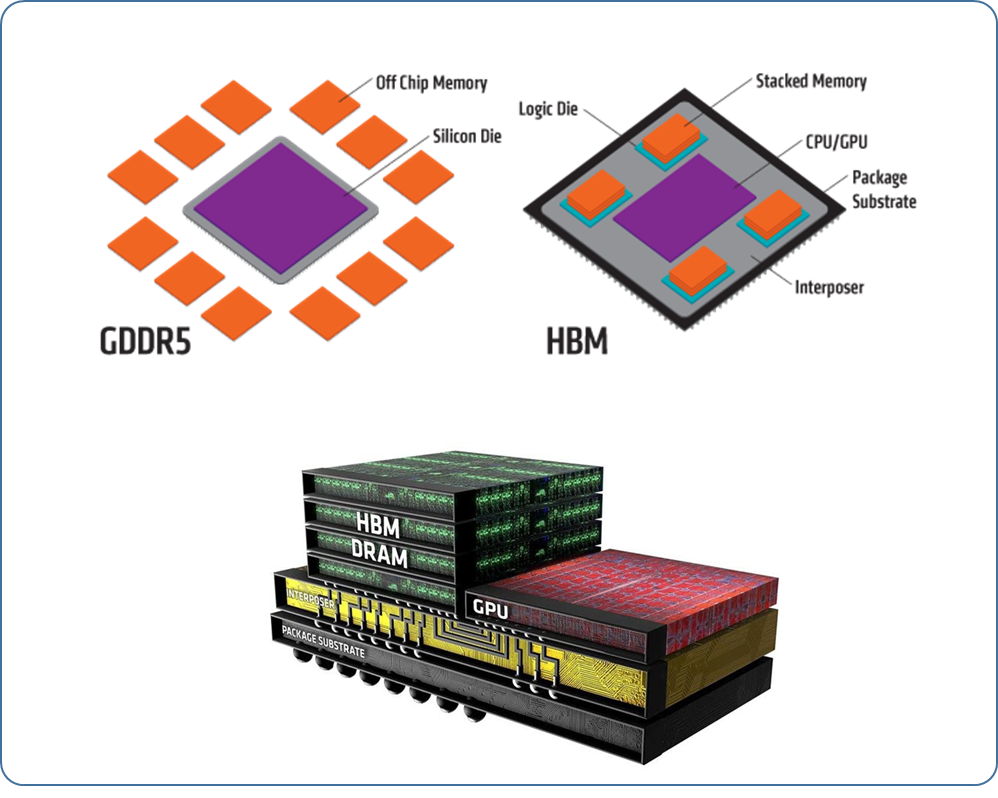 Off Chip Memory
Silicon Die
GDDR5
Stacked Memory
Logic Die
CPU/GPU
Package
Substrate
Interposer
HBM
HBM
DRAM
GPU
INTERPOSER
PACKAGE SUBSTRATE